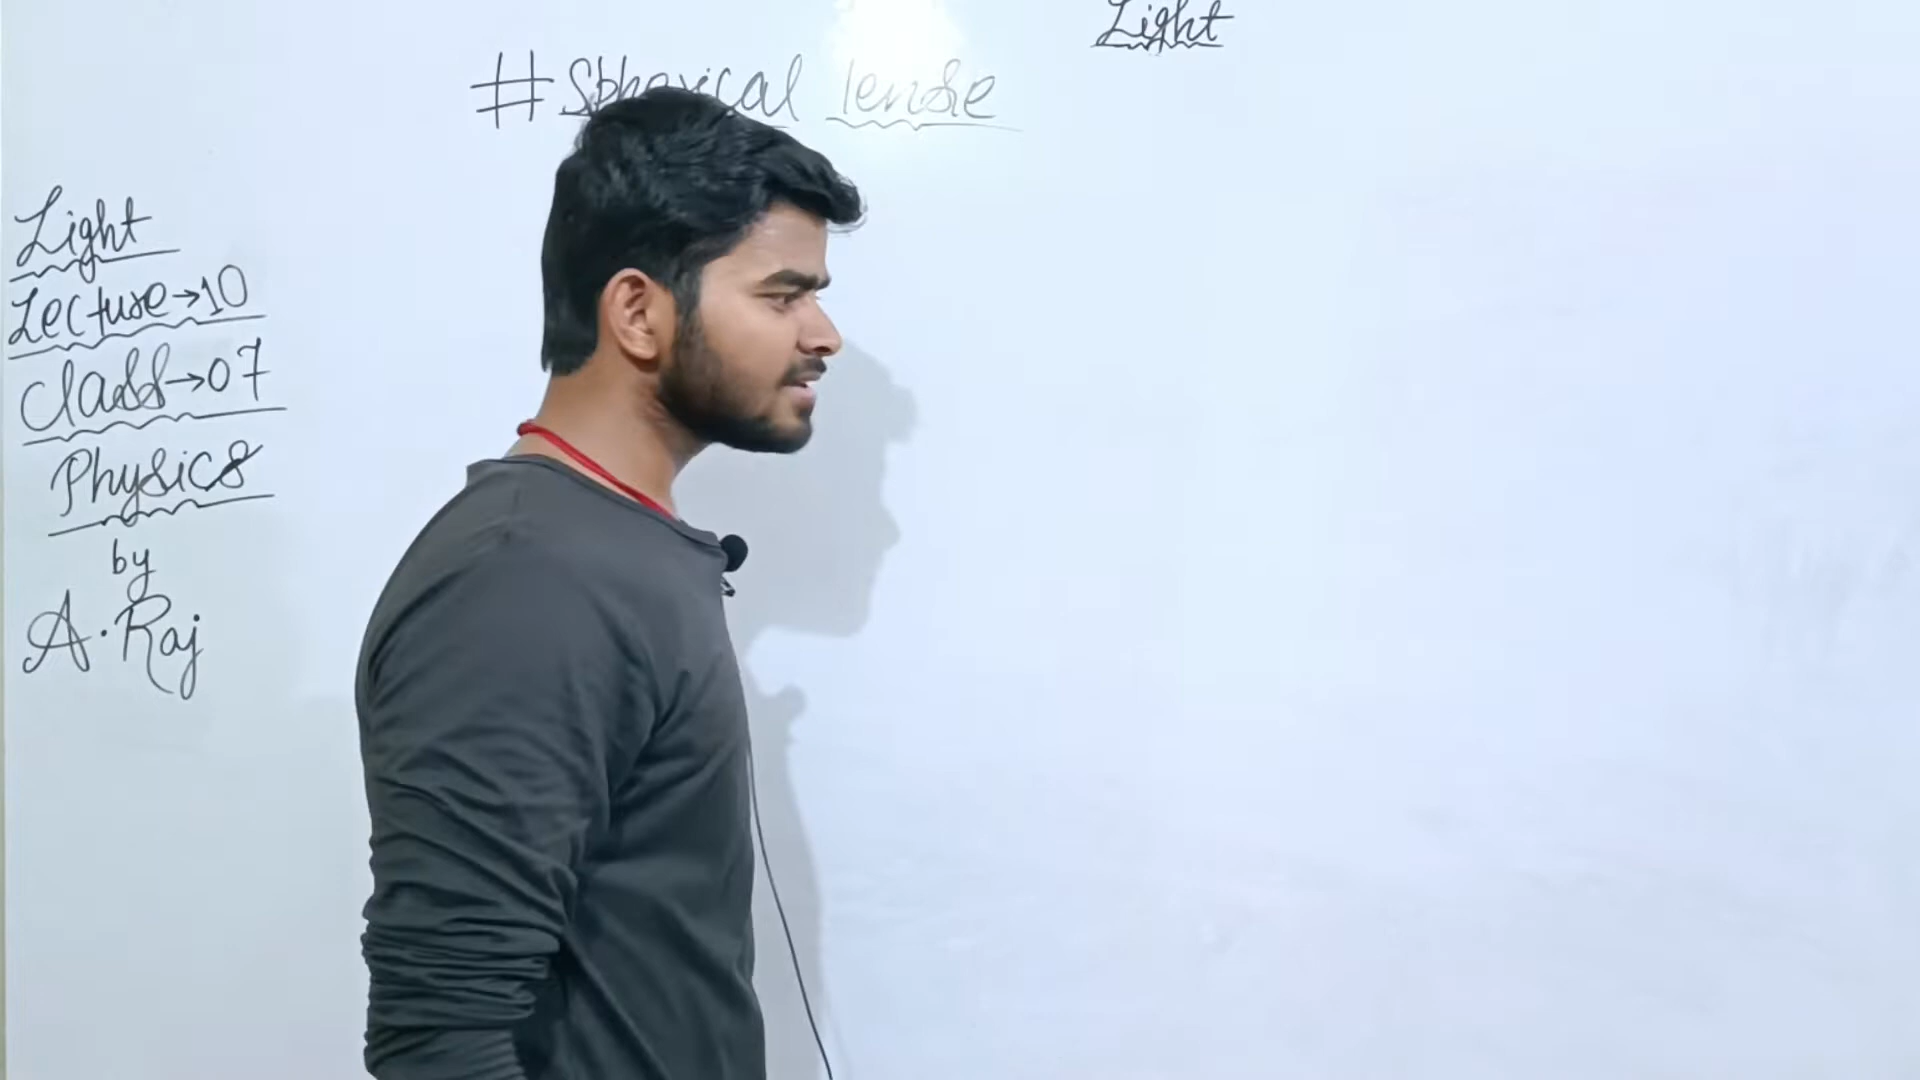 Light
#Spherical lense
Light
Lecture→10
Class→07
Physics
by
A. Raj